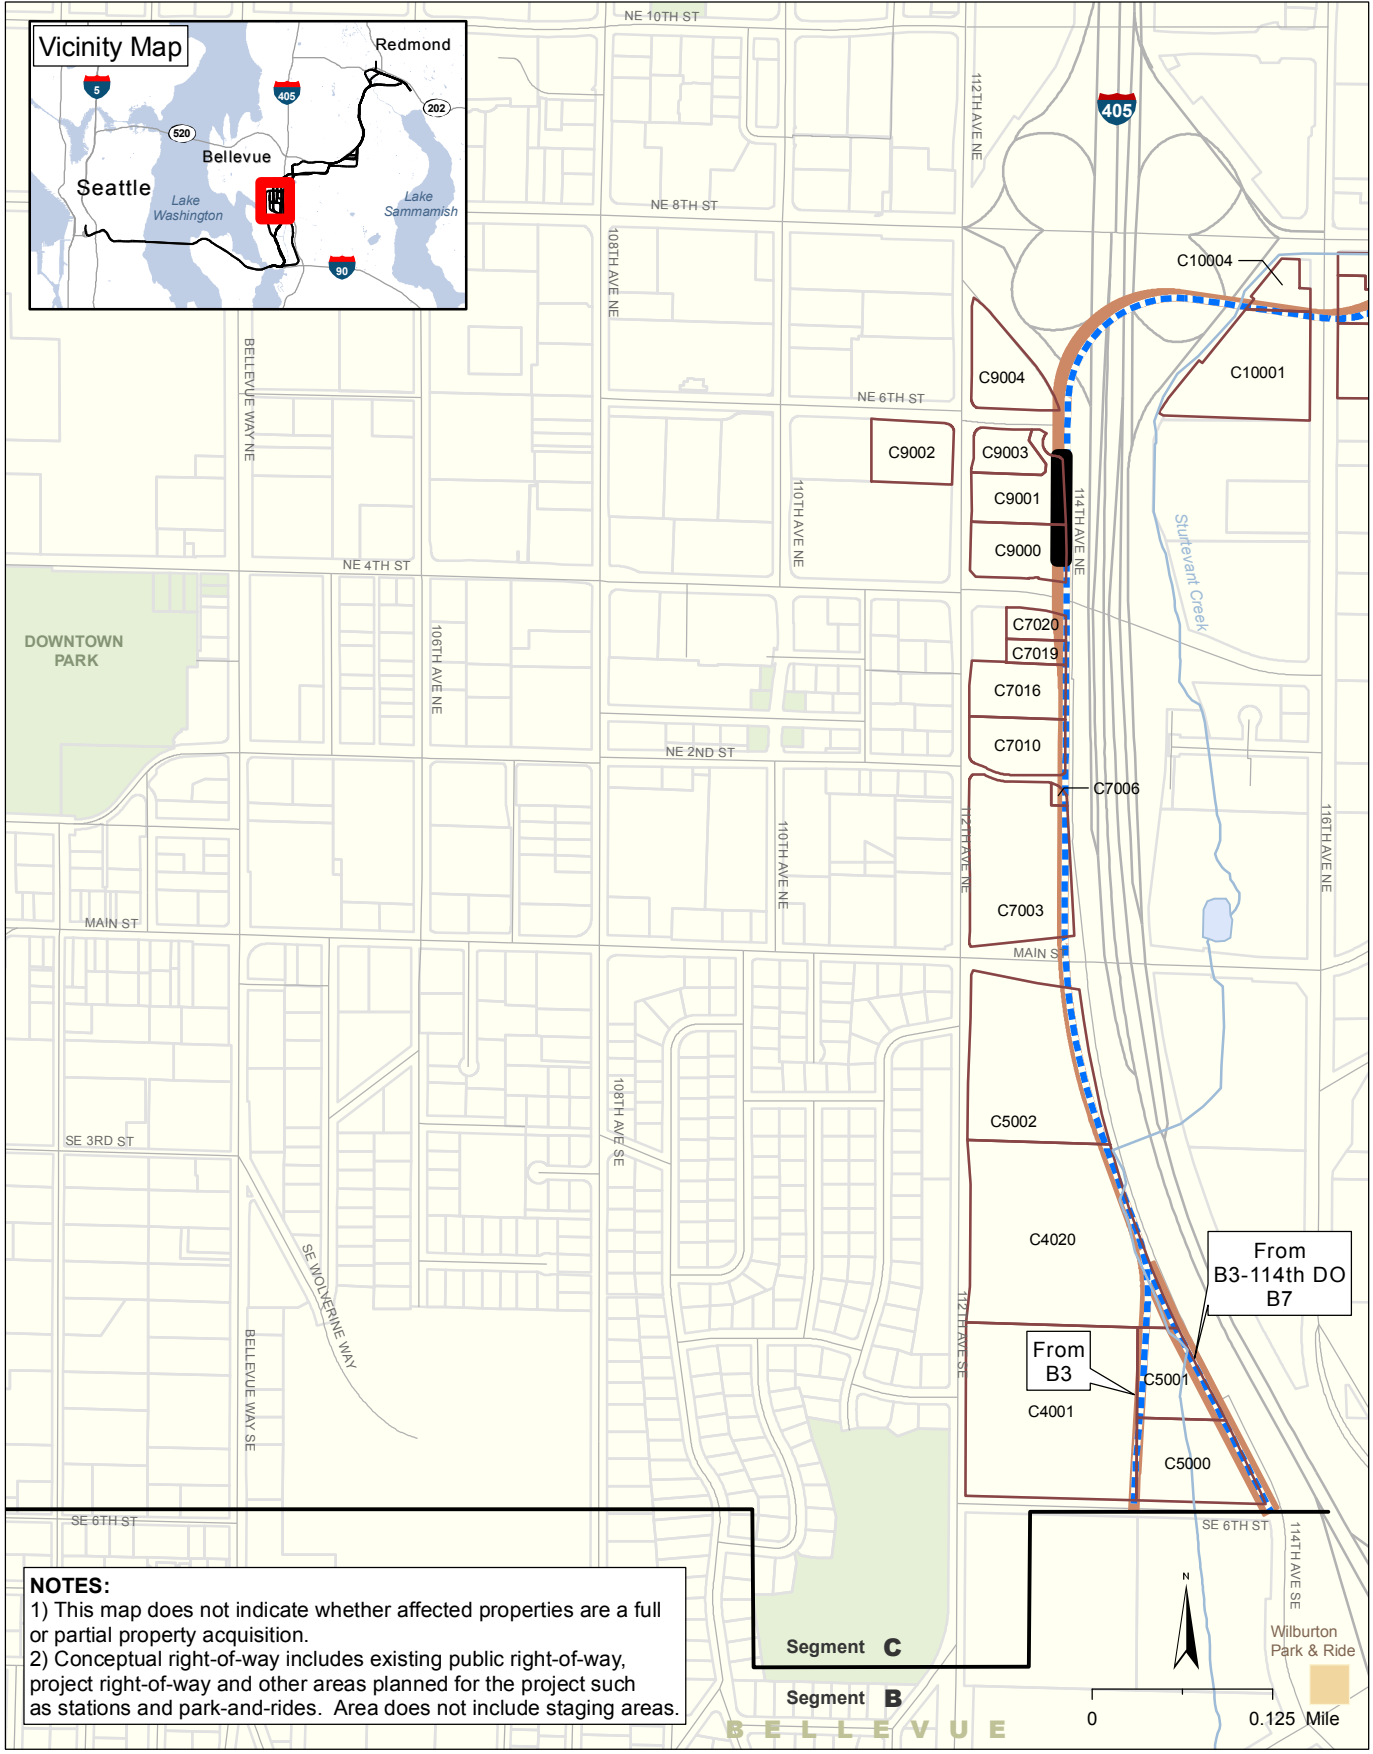 Vicinity Map
Redmond
5
405
202
520
Bellevue
Seattle
Lake
Washington
Lake
Sammamish
90
NE 10TH ST
112TH AVE NE
405
NE 8TH ST
108TH AVE NE
C10004
BELLEVUE WAY NE
C9004
C10001
NE 6TH ST
C9002
C9003
110TH AVE NE
C9001
114TH AVE NE
C9000
Sturtevant Creek
NE 4TH ST
DOWNTOWN
PARK
106TH AVE NE
C7020
C7019
C7016
C7010
NE 2ND ST
C7006
110TH AVE NE
112TH AVE NE
116TH AVE NE
C7003
MAIN ST
MAIN S
C5002
108TH AVE SE
SE 3RD ST
C4020
SE WOLVERINE WAY
From
B3-114th DO
B7
112TH AVE SE
BELLEVUE WAY SE
From
B3
C5001
C4001
C5000
SE 6TH ST
SE 6TH ST
114TH AVE SE
NOTES:
1) This map does not indicate whether affected properties are a full
or partial property acquisition.
2) Conceptual right-of-way includes existing public right-of-way,
project right-of-way and other areas planned for the project such
as stations and park-and-rides.  Area does not include staging areas.
Segment C
Segment B
BELLEVUE
N
Wilburton
Park & Ride
0
0.125 Mile